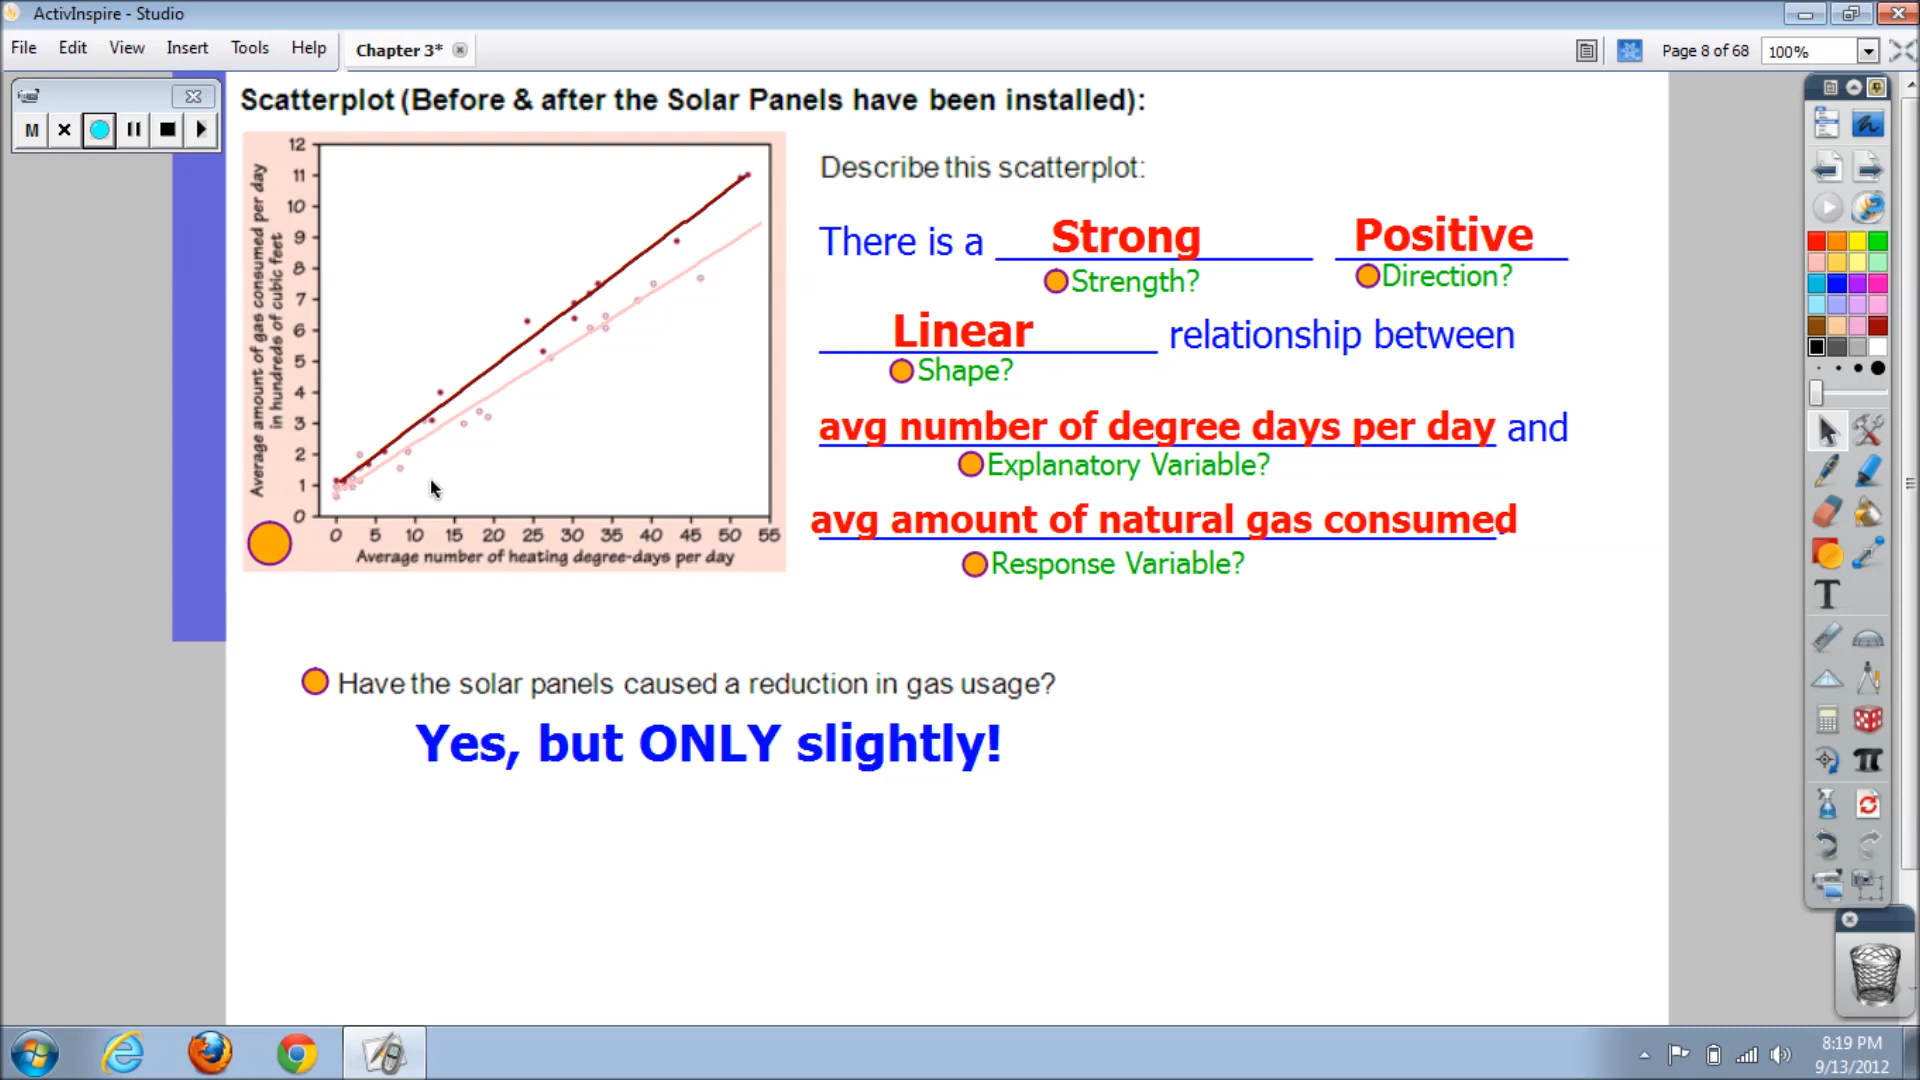 ActivInspire - Studio
File Edit View Insert Tools Help Chapter 3* Page 8 of 68 100%
M
Scatterplot (Before & after the Solar Panels have been installed):
Average amount of gas consumed per day
in hundreds of cubic feet
12
11
10
9
8
7
6
5
4
3
2
1
0
0 5 10 15 20 25 30 35 40 45 50 55
Average number of heating degree-days per day
Describe this scatterplot:
There is a Strong Positive
Strength? Direction?
Linear relationship between
Shape?
avg number of degree days per day and
Explanatory Variable?
avg amount of natural gas consumed.
Response Variable?
Have the solar panels caused a reduction in gas usage?
Yes, but ONLY slightly!
T
8:19 PM
9/13/2012